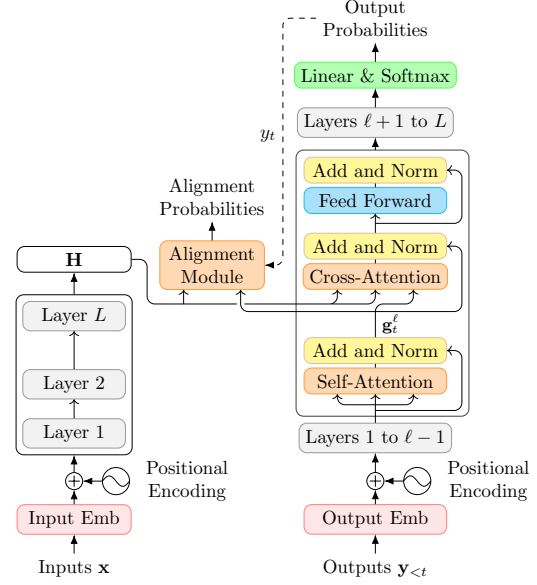 Output
Probabilities
Linear & Softmax
Layers ℓ + 1 to L
y_t
Add and Norm
Feed Forward
Alignment
Probabilities
Add and Norm
Alignment
Module
Cross-Attention
H
g_t^ℓ
Layer L
Add and Norm
Self-Attention
Layer 2
Layer 1
Layers 1 to ℓ − 1
Positional
Encoding
Positional
Encoding
Input Emb
Output Emb
Inputs x
Outputs y_{<t}